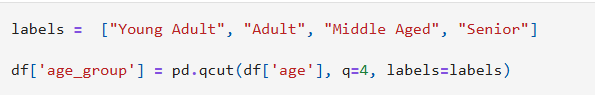 labels =  ["Young Adult", "Adult", "Middle Aged", "Senior"]
df['age_group'] = pd.qcut(df['age'], q=4, labels=labels)